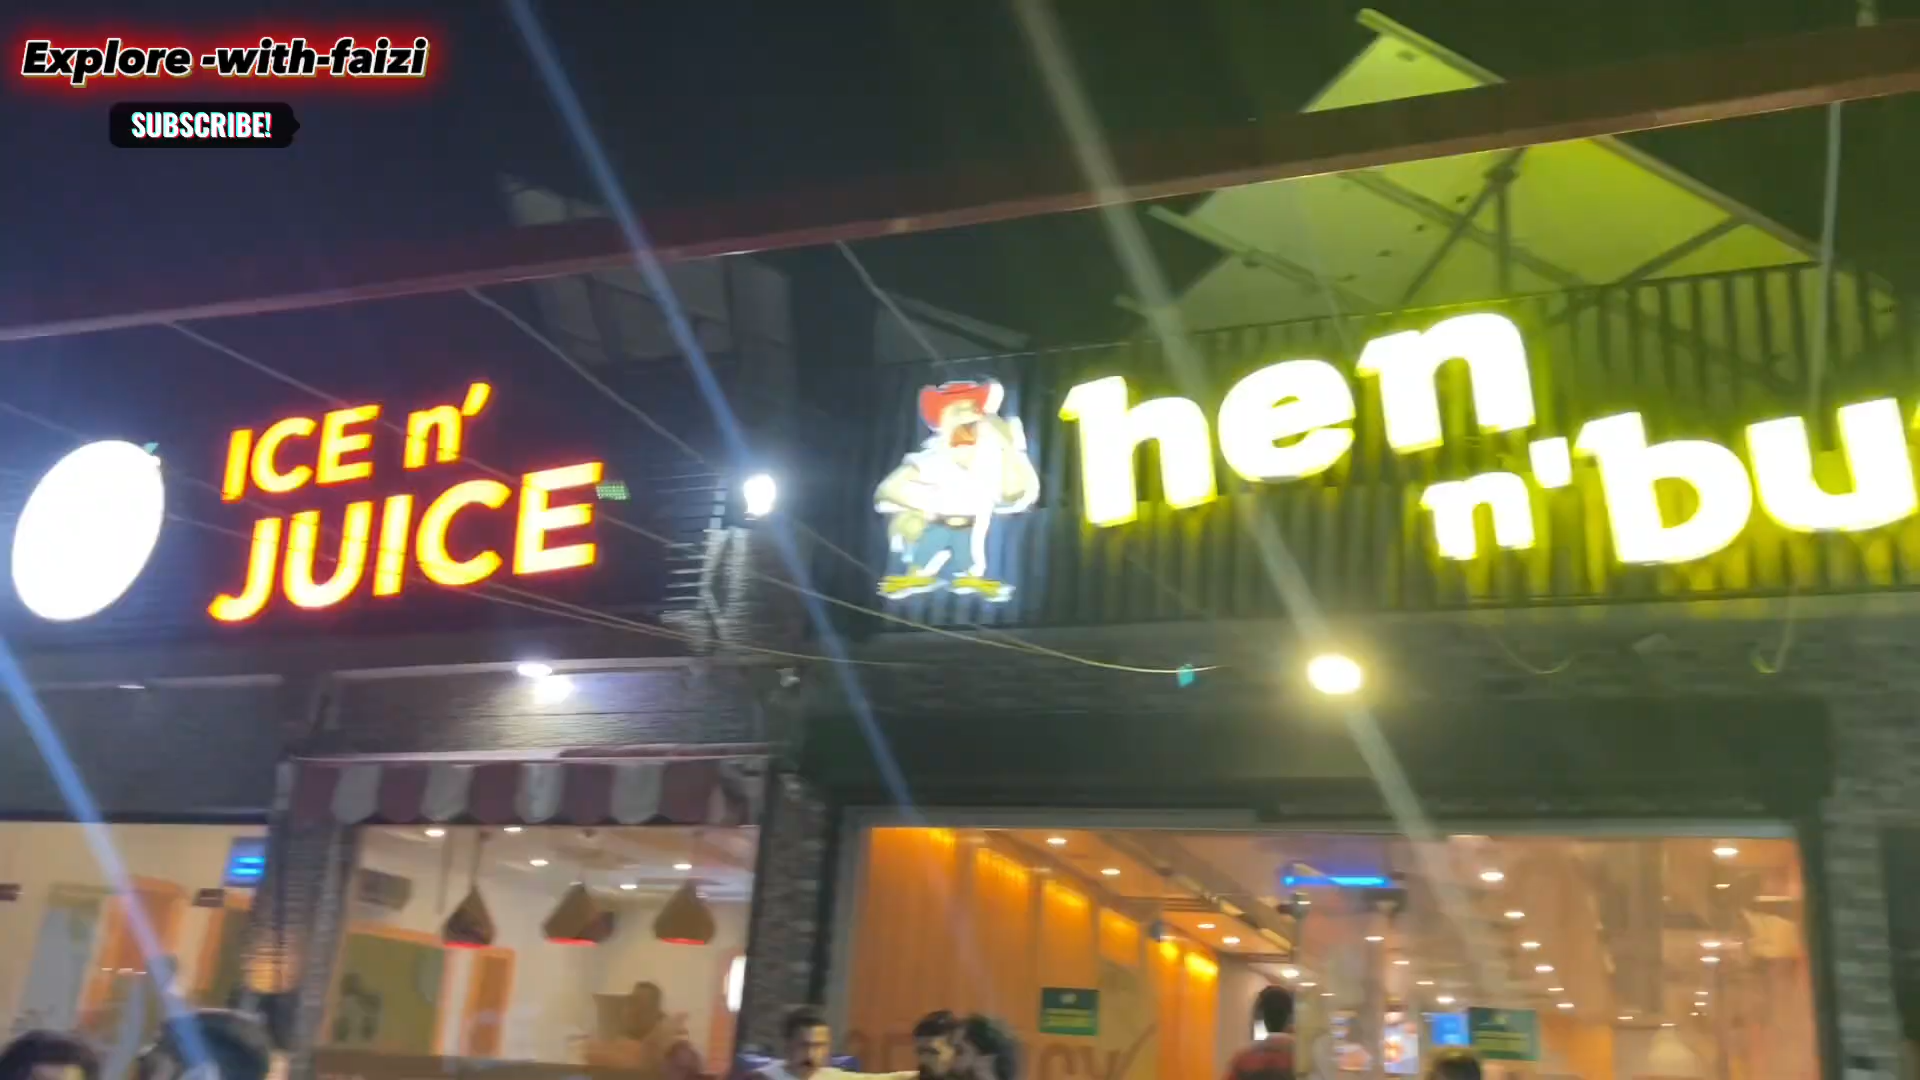 Explore -with-faizi
SUBSCRIBE!
ICE n'
JUICE
hen
n'bu